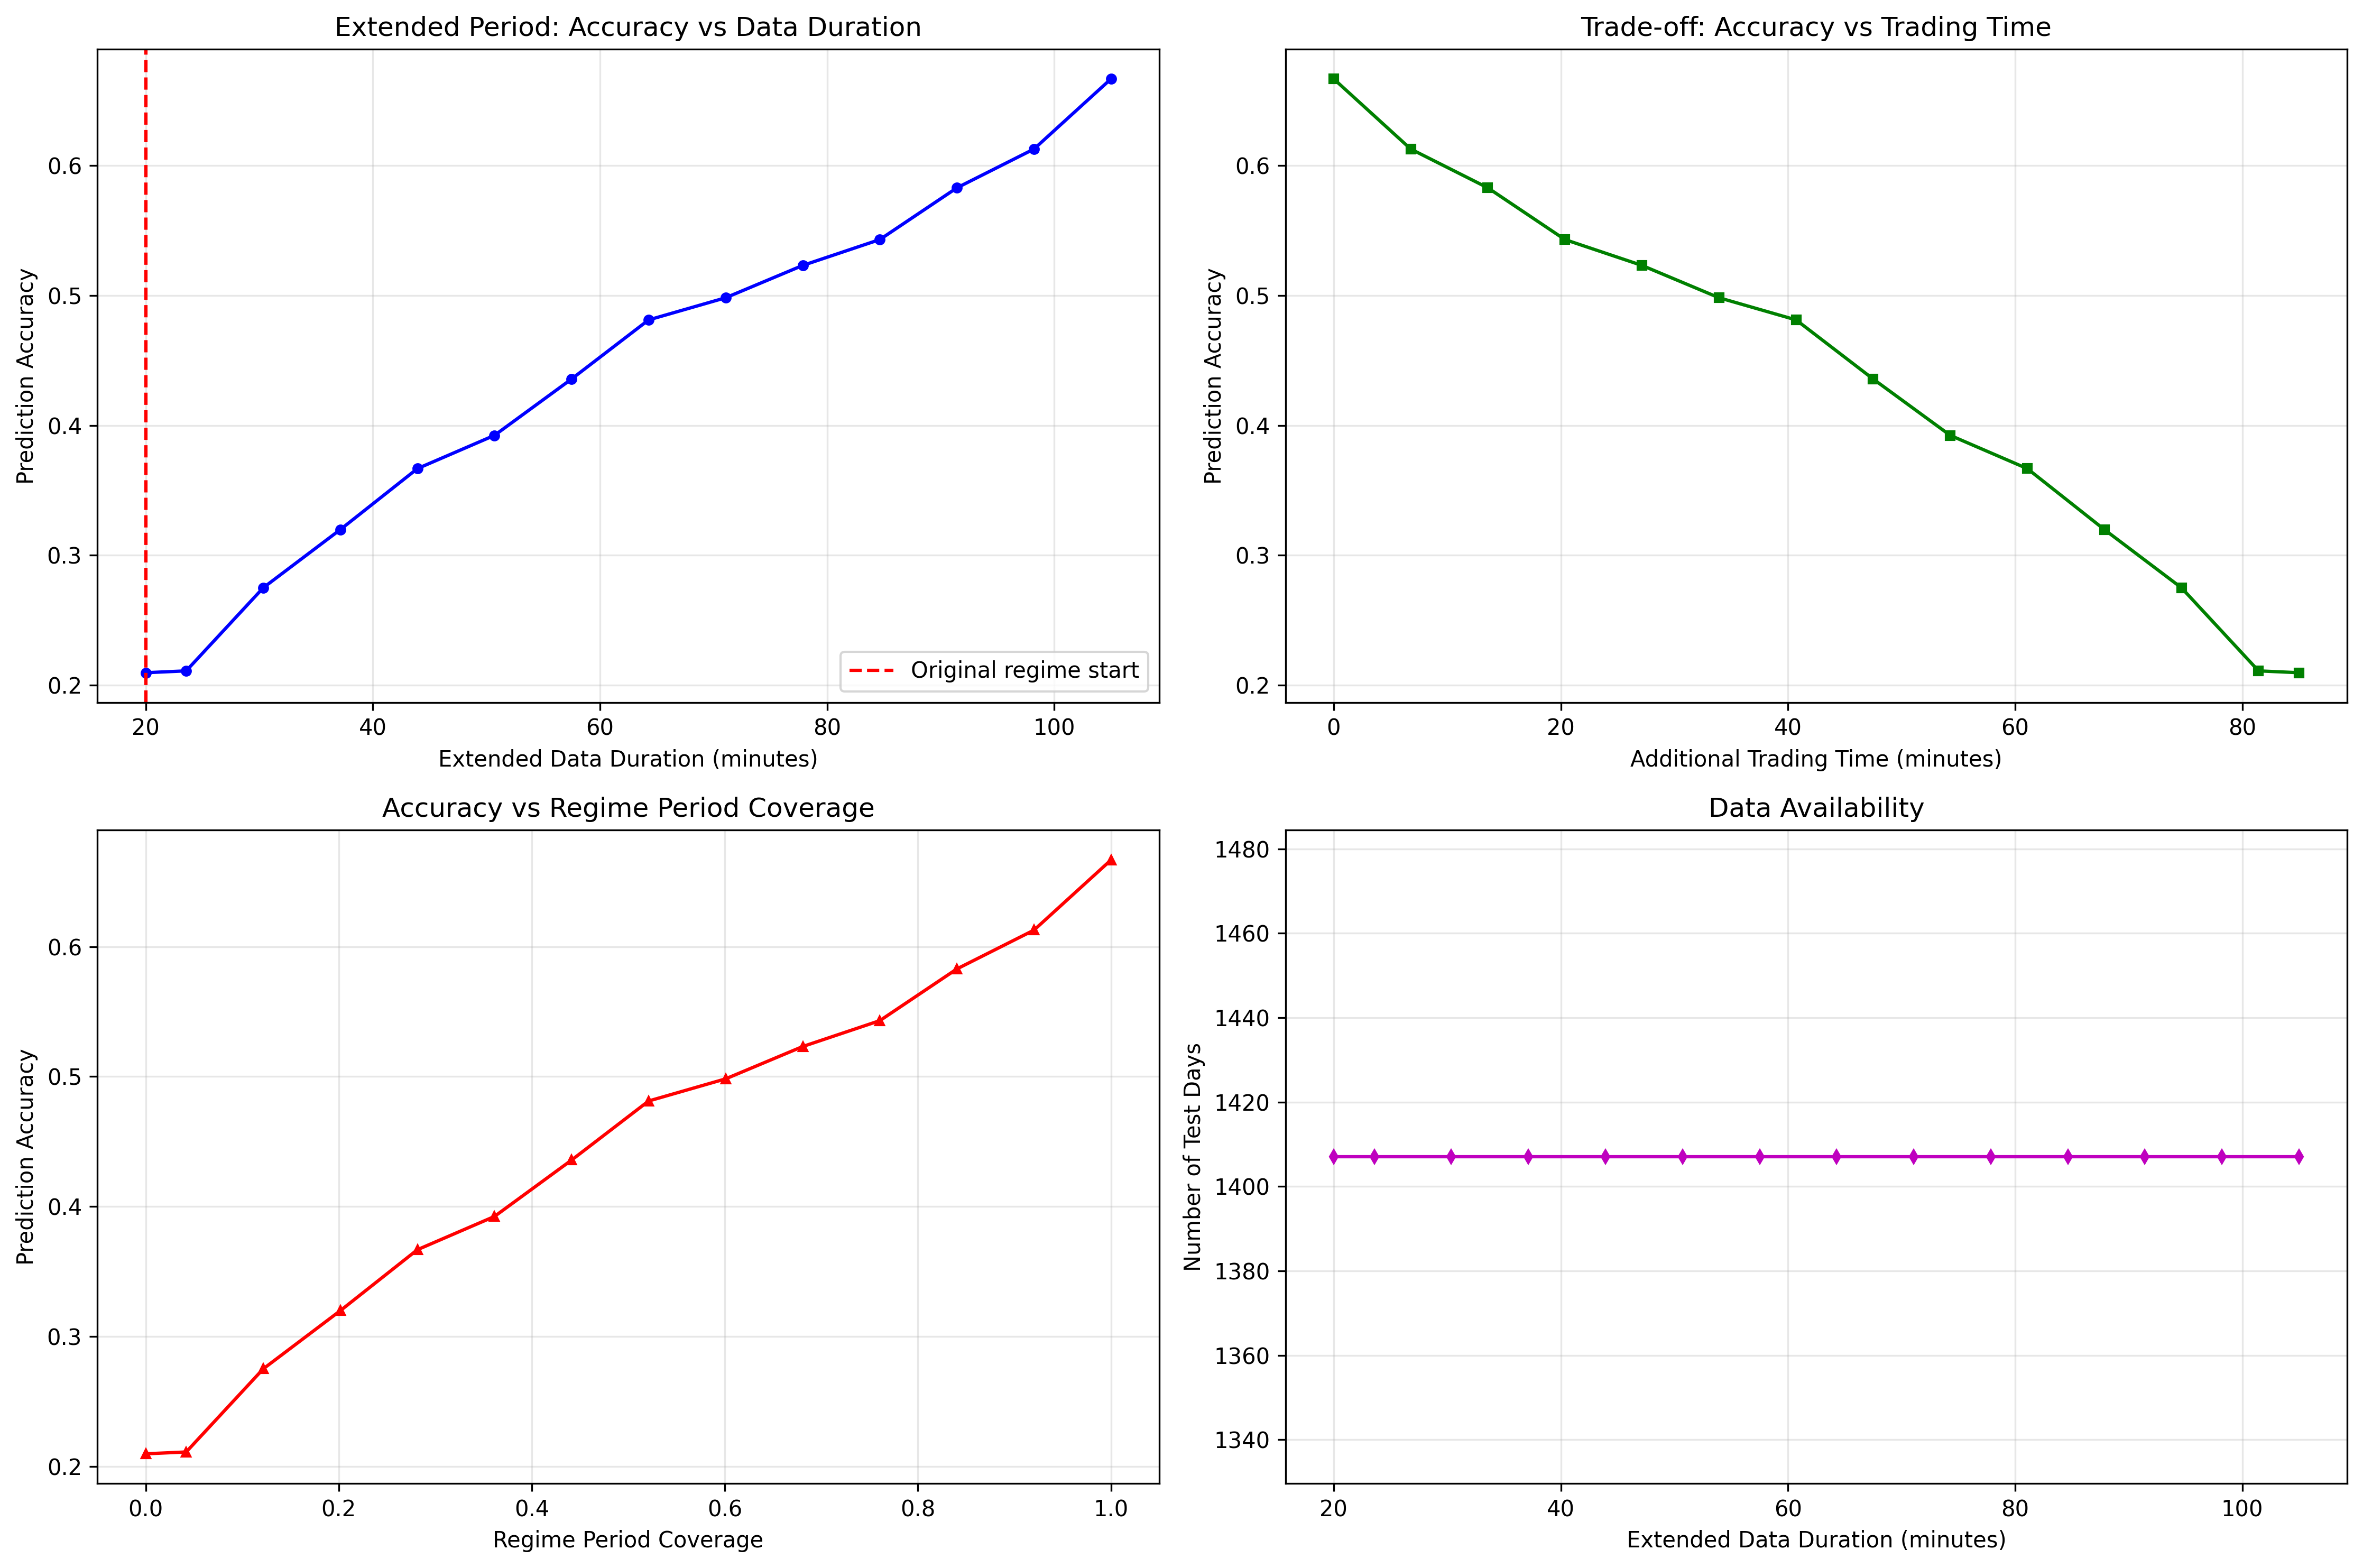 Extended Period: Accuracy vs Data Duration
Prediction Accuracy
0.6
0.5
0.4
0.3
0.2
Original regime start
20 40 60 80 100
Extended Data Duration (minutes)
Trade-off: Accuracy vs Trading Time
Prediction Accuracy
0.6
0.5
0.4
0.3
0.2
0 20 40 60 80
Additional Trading Time (minutes)
Accuracy vs Regime Period Coverage
Prediction Accuracy
0.6
0.5
0.4
0.3
0.2
0.0 0.2 0.4 0.6 0.8 1.0
Regime Period Coverage
Data Availability
Number of Test Days
1480
1460
1440
1420
1400
1380
1360
1340
20 40 60 80 100
Extended Data Duration (minutes)